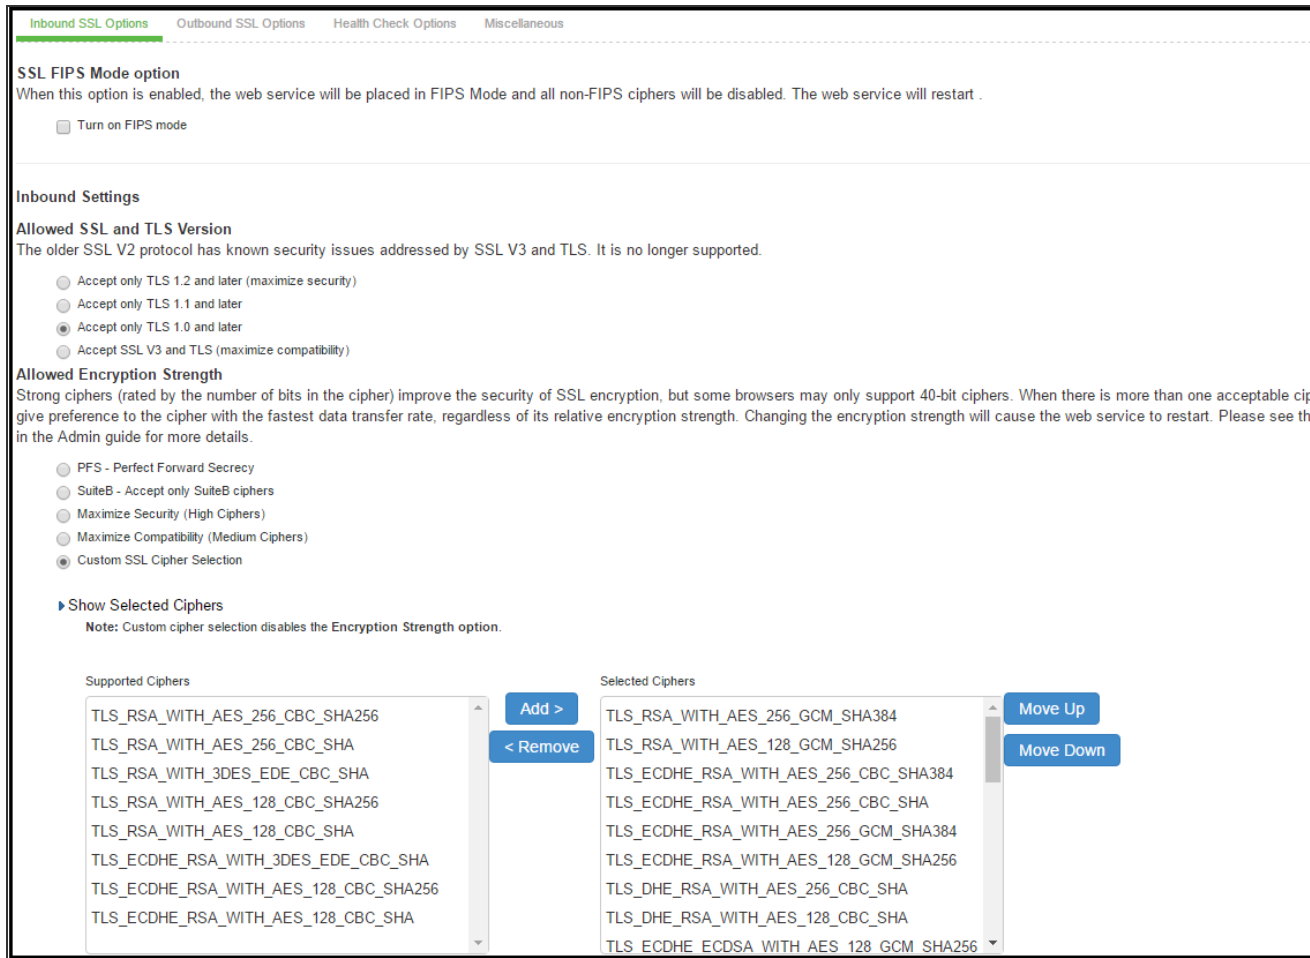 Inbound SSL Options Outbound SSL Options Health Check Options Miscellaneous
SSL FIPS Mode option
When this option is enabled, the web service will be placed in FIPS Mode and all non-FIPS ciphers will be disabled. The web service will restart .
Turn on FIPS mode
Inbound Settings
Allowed SSL and TLS Version
The older SSL V2 protocol has known security issues addressed by SSL V3 and TLS. It is no longer supported.
Accept only TLS 1.2 and later (maximize security)
Accept only TLS 1.1 and later
Accept only TLS 1.0 and later
Accept SSL V3 and TLS (maximize compatibility)
Allowed Encryption Strength
Strong ciphers (rated by the number of bits in the cipher) improve the security of SSL encryption, but some browsers may only support 40-bit ciphers. When there is more than one acceptable cip
give preference to the cipher with the fastest data transfer rate, regardless of its relative encryption strength. Changing the encryption strength will cause the web service to restart. Please see th
in the Admin guide for more details.
PFS - Perfect Forward Secrecy
SuiteB - Accept only SuiteB ciphers
Maximize Security (High Ciphers)
Maximize Compatibility (Medium Ciphers)
Custom SSL Cipher Selection
Show Selected Ciphers
Note: Custom cipher selection disables the Encryption Strength option.
Supported Ciphers
TLS_RSA_WITH_AES_256_CBC_SHA256
TLS_RSA_WITH_AES_256_CBC_SHA
TLS_RSA_WITH_3DES_EDE_CBC_SHA
TLS_RSA_WITH_AES_128_CBC_SHA256
TLS_RSA_WITH_AES_128_CBC_SHA
TLS_ECDHE_RSA_WITH_3DES_EDE_CBC_SHA
TLS_ECDHE_RSA_WITH_AES_128_CBC_SHA256
TLS_ECDHE_RSA_WITH_AES_128_CBC_SHA
Add >
< Remove
Selected Ciphers
TLS_RSA_WITH_AES_256_GCM_SHA384
TLS_RSA_WITH_AES_128_GCM_SHA256
TLS_ECDHE_RSA_WITH_AES_256_CBC_SHA384
TLS_ECDHE_RSA_WITH_AES_256_CBC_SHA
TLS_ECDHE_RSA_WITH_AES_256_GCM_SHA384
TLS_ECDHE_RSA_WITH_AES_128_GCM_SHA256
TLS_DHE_RSA_WITH_AES_256_CBC_SHA
TLS_DHE_RSA_WITH_AES_128_CBC_SHA
TLS_ECDHE_ECDSA_WITH_AES_128_GCM_SHA256
Move Up
Move Down